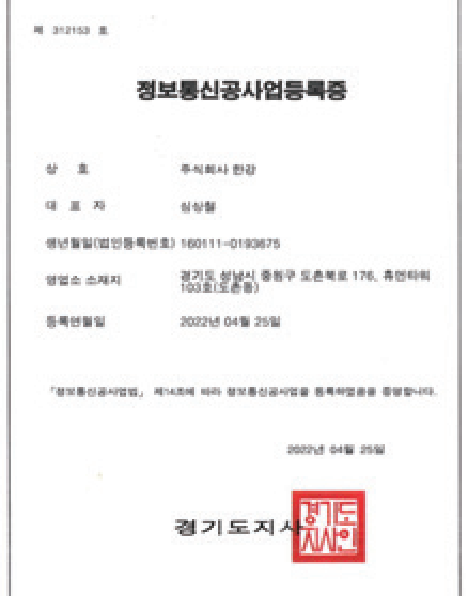 제 312153 호
정보통신공사업등록증
상 호 주식회사 한강
대 표 자 심상철
생년월일(법인등록번호) 160111-0193675
영업소 소재지 경기도 성남시 중원구 도촌북로 176, 휴먼타워
103호(도촌동)
등록연월일 2022년 04월 25일
「정보통신공사업법」 제14조에 따라 정보통신공사업을 등록하였음을 증명합니다.
2022년 04월 25일
경기도지사
경기도
지사인